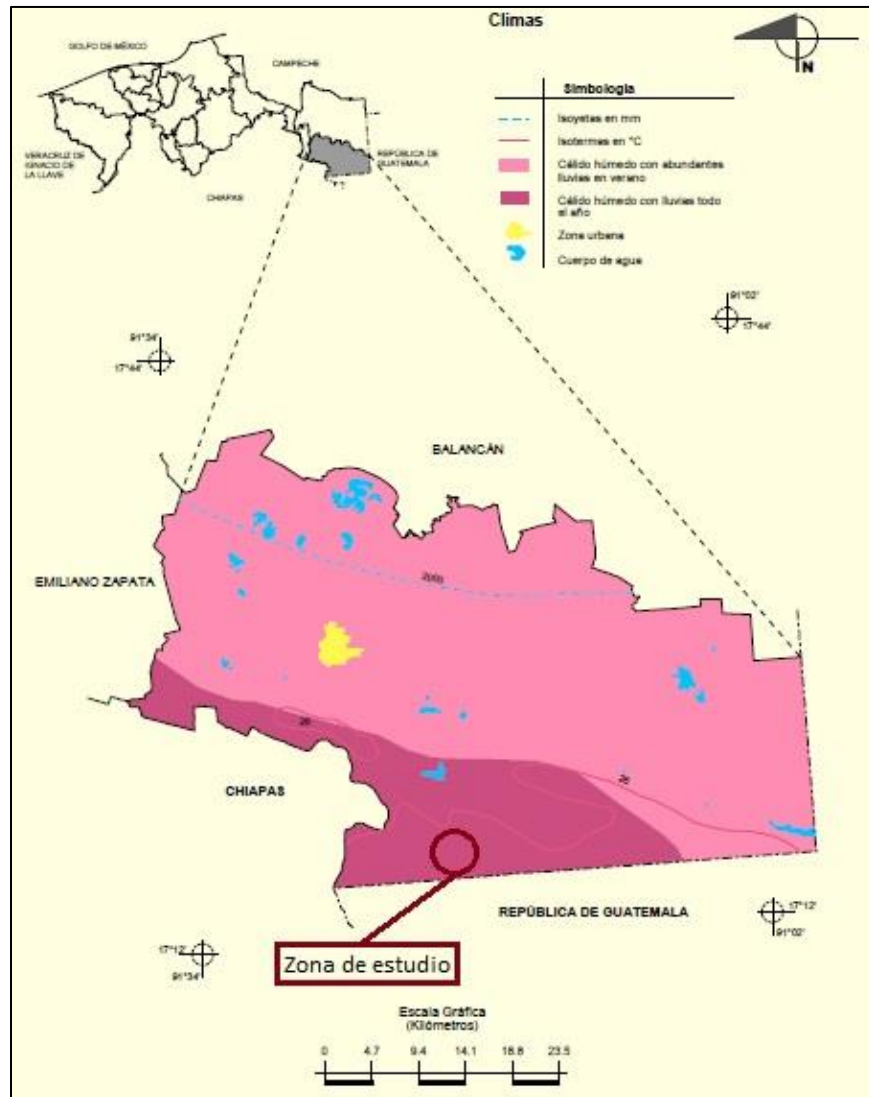 Climas
GOLFO DE MÉXICO
CAMPECHE
N
VERACRUZ DE
IGNACIO DE
LA LLAVE
REPÚBLICA DE
GUATEMALA
CHIAPAS
Simbología
Isoyetas en mm
Isotermas en °C
Cálido húmedo con abundantes
lluvias en verano
Cálido húmedo con lluvias todo
el año
Zona urbana
Cuerpo de agua
91°02'
17°44'
91°34'
17°44'
BALANCÁN
2000
EMILIANO ZAPATA
26
26
CHIAPAS
REPÚBLICA DE GUATEMALA
17°12'
91°02'
17°12'
91°34'
Zona de estudio
Escala Gráfica
(Kilómetros)
0 4.7 9.4 14.1 18.8 23.5